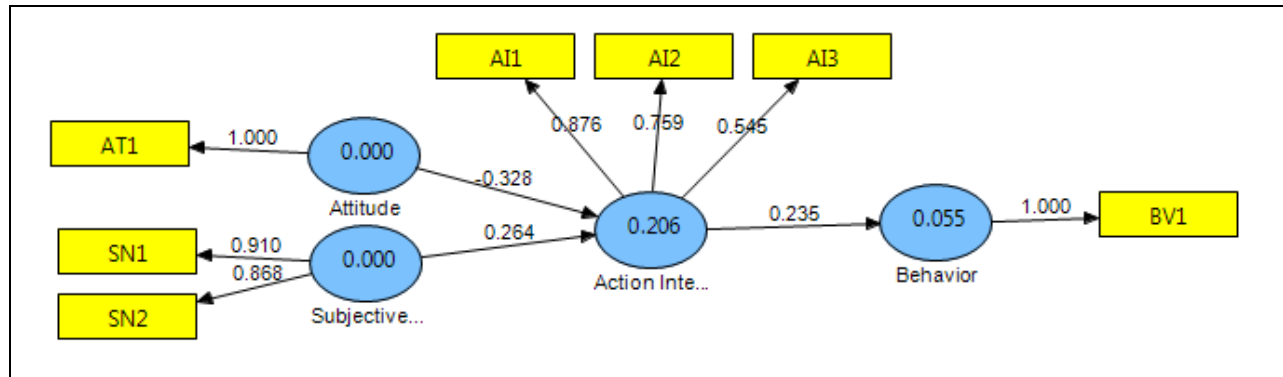 AI1 AI2 AI3
0.876 0.759 0.545
AT1 1.000 0.000
Attitude
-0.328
SN1 0.910
SN2 0.868
0.000
Subjective...
0.264
0.206
Action Inte...
0.235
0.055
Behavior
1.000 BV1